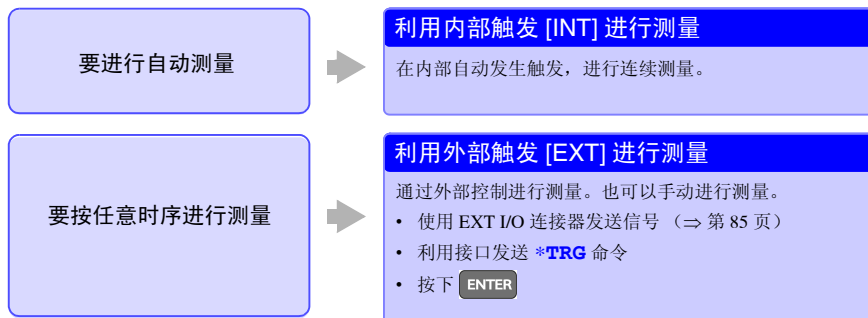 要进行自动测量
利用内部触发 [INT] 进行测量
在内部自动发生触发，进行连续测量。
要按任意时序进行测量
利用外部触发 [EXT] 进行测量
通过外部控制进行测量。也可以手动进行测量。
• 使用 EXT I/O 连接器发送信号 （⇒ 第 85 页）
• 利用接口发送 *TRG 命令
• 按下 ENTER